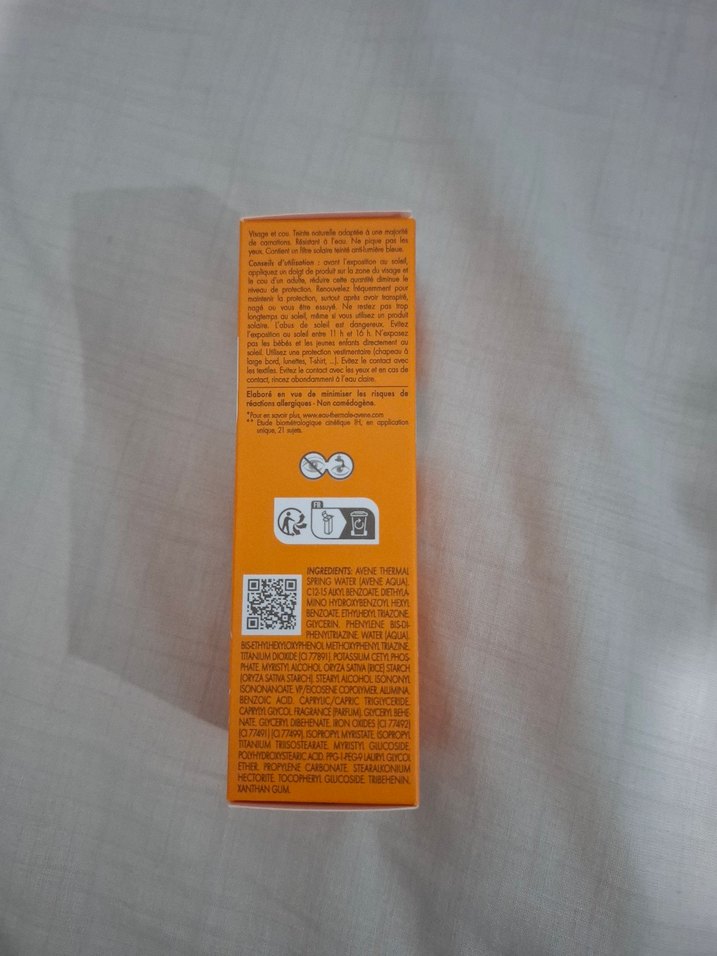 Visage et cou. Teinte naturelle adaptée à une majorité
de carnations. Résistant à l'eau. Ne pique pas les
yeux. Contient un filtre solaire teinté anti-lumière bleue.
Conseils d'utilisation : avant l'exposition au soleil,
appliquez un doigt de produit sur la zone du visage et
le cou d'un adulte, réduire cette quantité diminue le
niveau de protection. Renouvelez fréquemment pour
maintenir la protection, surtout après avoir transpiré,
nagé ou vous être essuyé. Ne restez pas trop
longtemps au soleil, même si vous utilisez un produit
solaire. L'abus de soleil est dangereux. Evitez
l'exposition au soleil entre 11 h et 16 h. N'exposez
pas les bébés et les jeunes enfants directement au
soleil. Utilisez une protection vestimentaire (chapeau à
large bord, lunettes, T-shirt, ...). Evitez le contact avec
les textiles. Evitez le contact avec les yeux et en cas de
contact, rincez abondamment à l'eau claire.
Elaboré en vue de minimiser les risques de
réactions allergiques - Non comédogène.
*Pour en savoir plus, www.eau-thermale-avene.com
** Etude biométrologique cinétique IH, en application
unique, 21 sujets.
FR
INGREDIENTS: AVENE THERMAL
SPRING WATER (AVENE AQUA).
C12-15 ALKYL BENZOATE. DIETHYLA-
MINO HYDROXYBENZOYL HEXYL
BENZOATE. ETHYLHEXYL TRIAZONE.
GLYCERIN. PHENYLENE BIS-DI-
PHENYLTRIAZINE. WATER (AQUA).
BIS-ETHYLHEXYLOXYPHENOL METHOXYPHENYL TRIAZINE.
TITANIUM DIOXIDE (CI 77891). POTASSIUM CETYL PHOS-
PHATE. MYRISTYL ALCOHOL. ORYZA SATIVA (RICE) STARCH
(ORYZA SATIVA STARCH). STEARYL ALCOHOL. ISONONYL
ISONONANOATE. VP/EICOSENE COPOLYMER. ALUMINA.
BENZOIC ACID. CAPRYLIC/CAPRIC TRIGLYCERIDE.
CAPRYLYL GLYCOL. FRAGRANCE (PARFUM). GLYCERYL BEHE-
NATE. GLYCERYL DIBEHENATE. IRON OXIDES (CI 77492)
(CI 77491) (CI 77499). ISOPROPYL MYRISTATE. ISOPROPYL
TITANIUM TRIISOSTEARATE. MYRISTYL GLUCOSIDE.
POLYHYDROXYSTEARIC ACID. PPG-1-PEG-9 LAURYL GLYCOL
ETHER. PROPYLENE CARBONATE. STEARALKONIUM
HECTORITE. TOCOPHERYL GLUCOSIDE. TRIBEHENIN.
XANTHAN GUM.